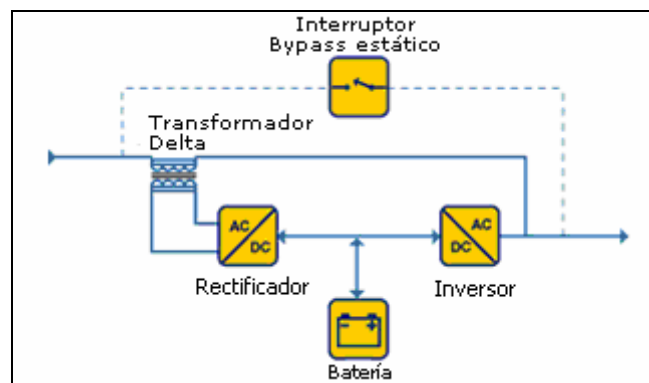 Interruptor
Bypass estático
Transformador
Delta
AC
DC
AC
DC
Rectificador
Inversor
Batería